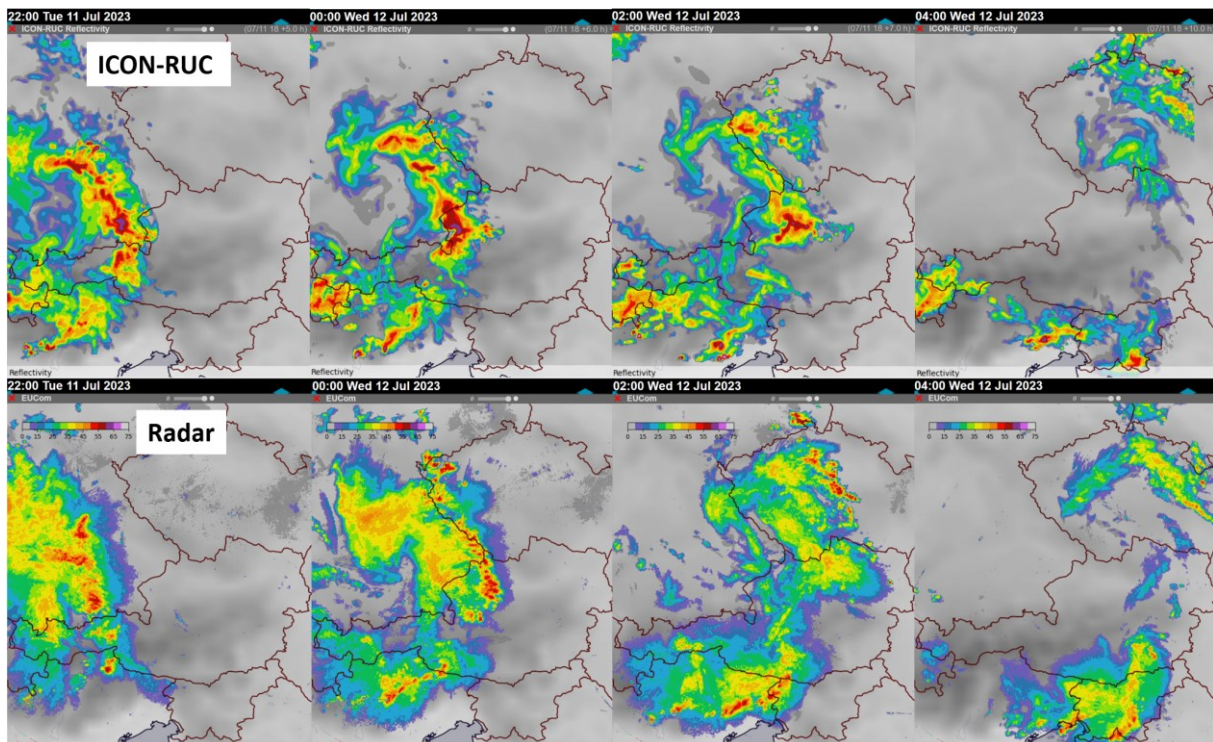 22:00 Tue 11 Jul 2023
ICON-RUC Reflectivity (07/11 18 +5.0 h)
ICON-RUC
Reflectivity
00:00 Wed 12 Jul 2023
ICON-RUC Reflectivity (07/11 18 +6.0 h)
Reflectivity
02:00 Wed 12 Jul 2023
ICON-RUC Reflectivity (07/11 18 +7.0 h)
Reflectivity
04:00 Wed 12 Jul 2023
ICON-RUC Reflectivity (07/11 18 +10.0 h)
Reflectivity
22:00 Tue 11 Jul 2023
EUCom
0 15 25 35 45 55 65 75
Radar
00:00 Wed 12 Jul 2023
EUCom
0 15 25 35 45 55 65 75
02:00 Wed 12 Jul 2023
EUCom
0 15 25 35 45 55 65 75
04:00 Wed 12 Jul 2023
EUCom
0 15 25 35 45 55 65 75